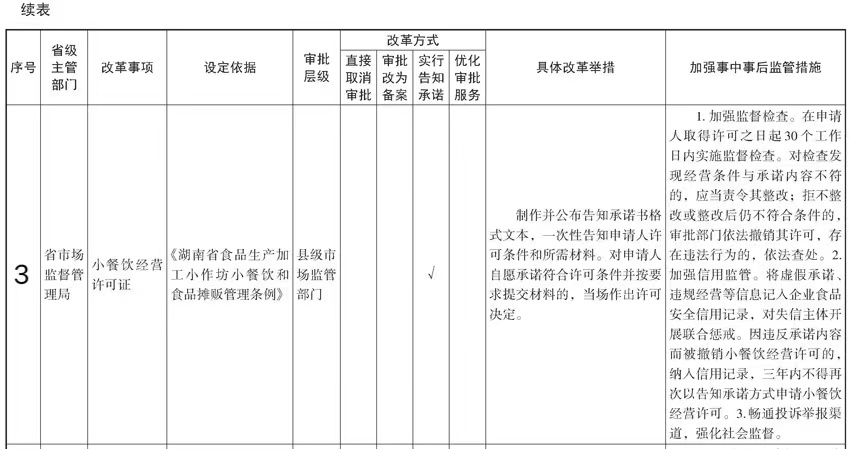 续表
序号
省级
主管
部门
改革事项
设定依据
审批
层级
改革方式
直接
取消
审批
审批
改为
备案
实行
告知
承诺
优化
审批
服务
具体改革举措
加强事中事后监管措施
3
省市场
监督管
理局
小餐饮经营
许可证
《湖南省食品生产加
工小作坊小餐饮和
食品摊贩管理条例》
县级市
场监管
部门
√
制作并公布告知承诺书格
式文本，一次性告知申请人许
可条件和所需材料。对申请人
自愿承诺符合许可条件并按要
求提交材料的，当场作出许可
决定。
1.加强监督检查。在申请
人取得许可之日起30个工作
日内实施监督检查。对检查发
现经营条件与承诺内容不符
的，应当责令其整改；拒不整
改或整改后仍不符合条件的，
审批部门依法撤销其许可，存
在违法行为的，依法查处。2.
加强信用监管。将虚假承诺、
违规经营等信息记入企业食品
安全信用记录，对失信主体开
展联合惩戒。因违反承诺内容
而被撤销小餐饮经营许可的，
纳入信用记录，三年内不得再
次以告知承诺方式申请小餐饮
经营许可。3.畅通投诉举报渠
道，强化社会监督。